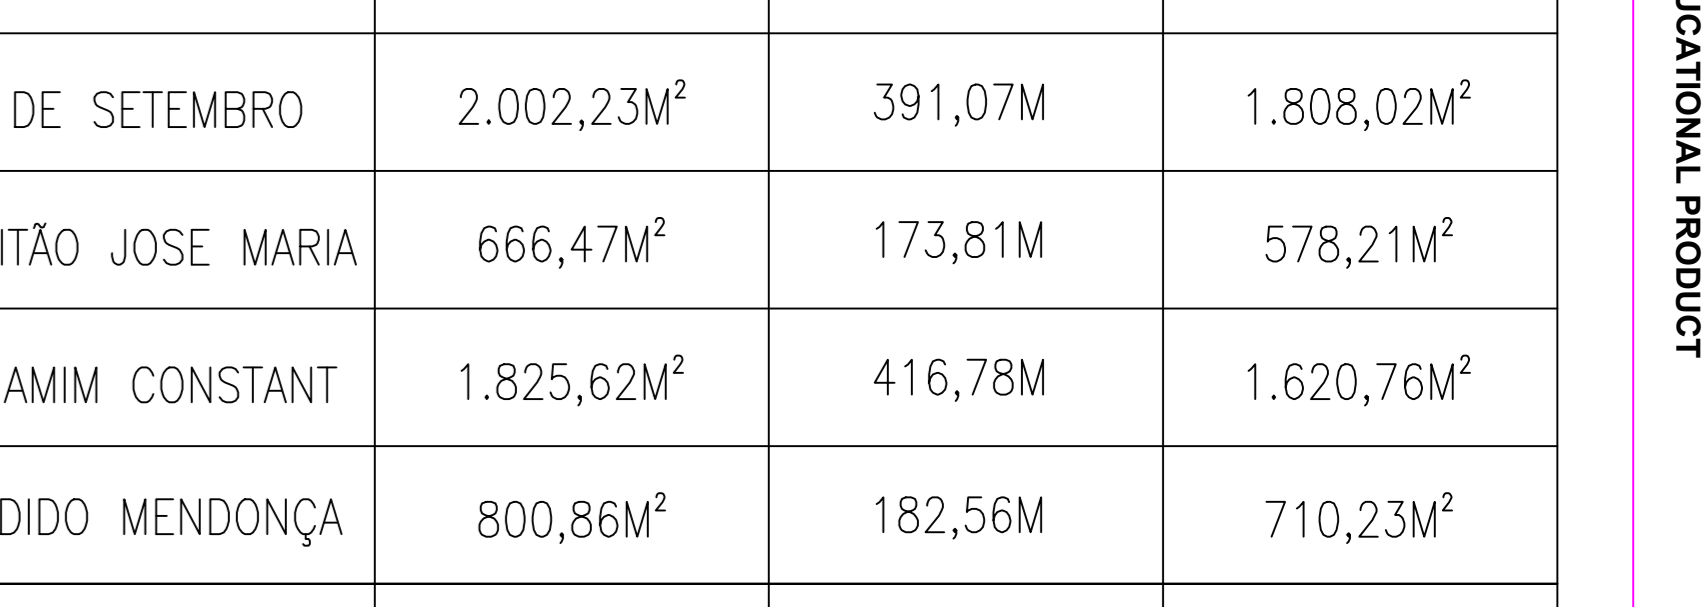 DE SETEMBRO 2.002,23M² 391,07M 1.808,02M²
ITÃO JOSE MARIA 666,47M² 173,81M 578,21M²
AMIM CONSTANT 1.825,62M² 416,78M 1.620,76M²
DIDO MENDONÇA 800,86M² 182,56M 710,23M²
UCATIONAL PRODUCT